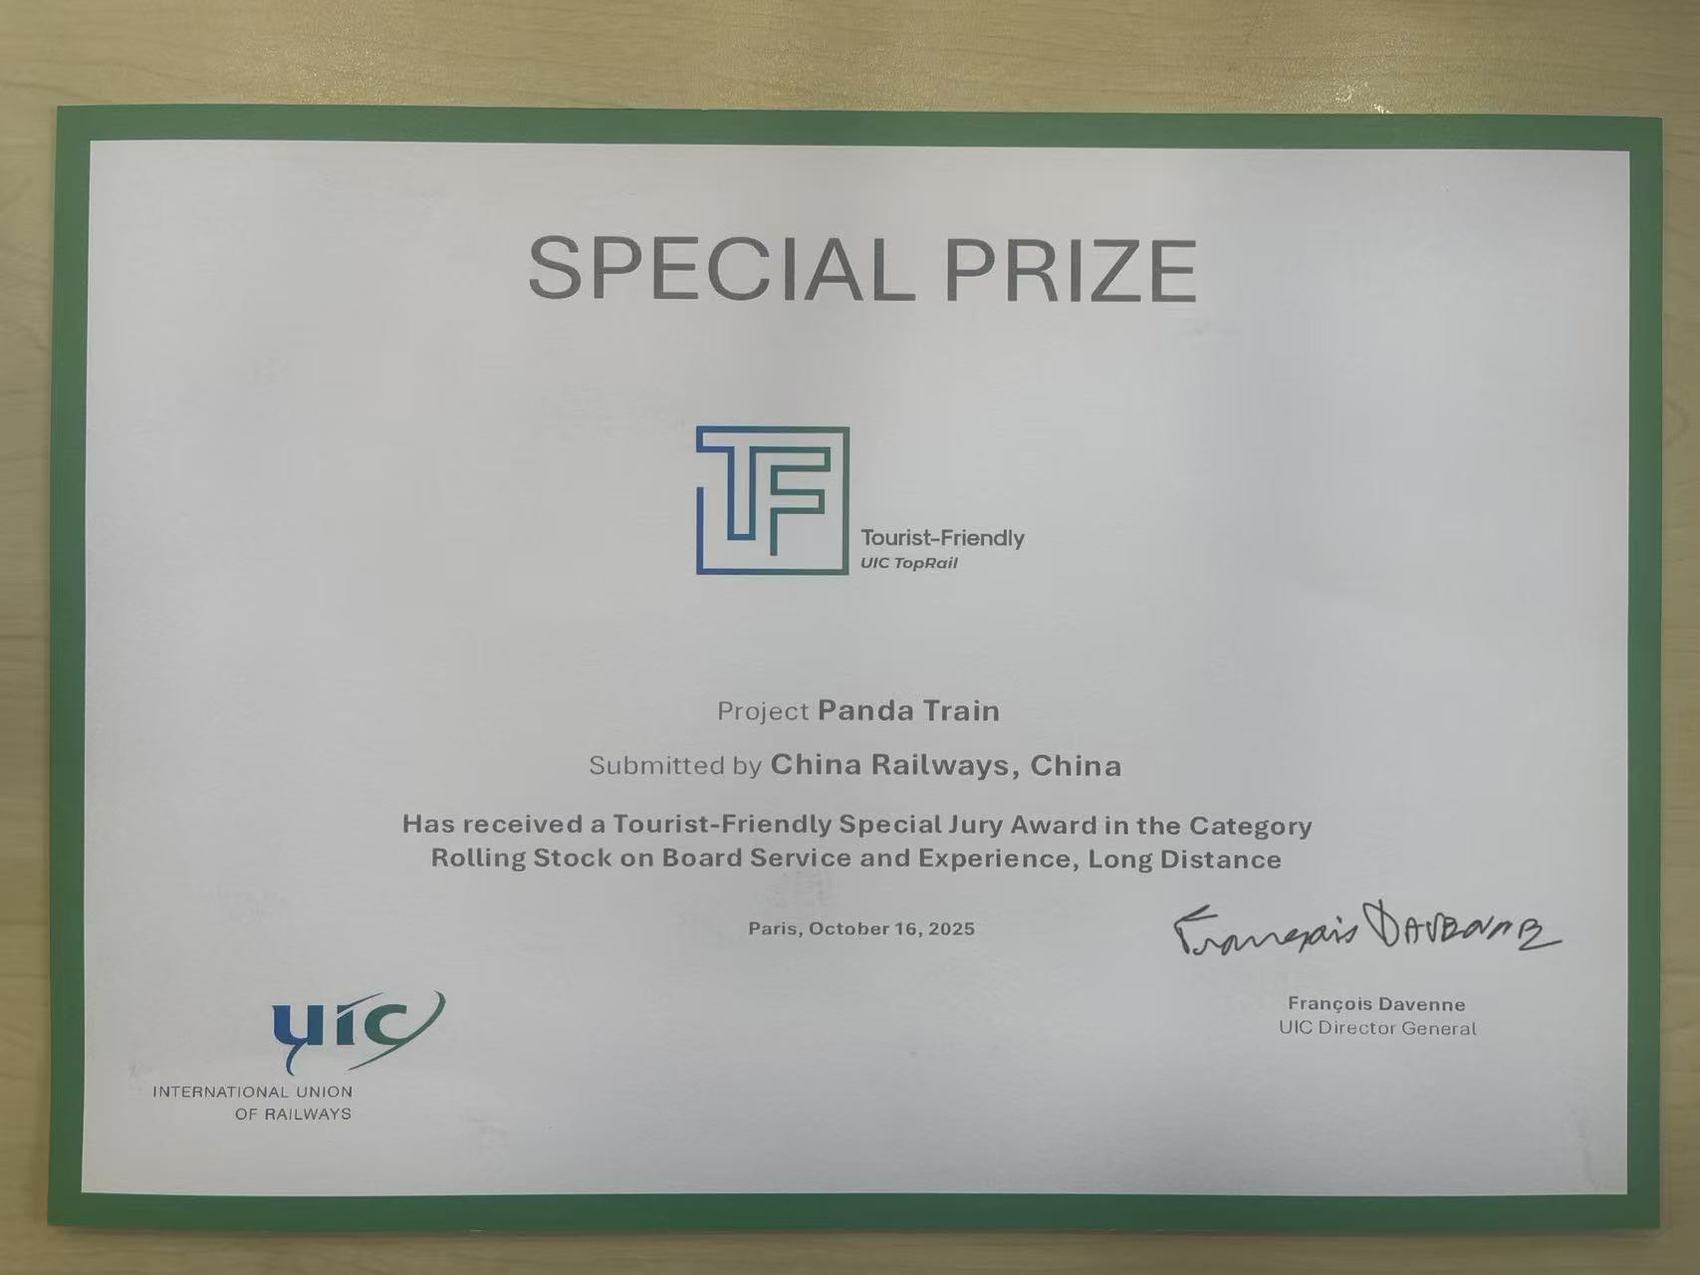 SPECIAL PRIZE
TF
Tourist-Friendly
UIC TopRail
Project Panda Train
Submitted by China Railways, China
Has received a Tourist-Friendly Special Jury Award in the Category
Rolling Stock on Board Service and Experience, Long Distance
Paris, October 16, 2025
François Davenne
François Davenne
UIC Director General
uic
INTERNATIONAL UNION
OF RAILWAYS